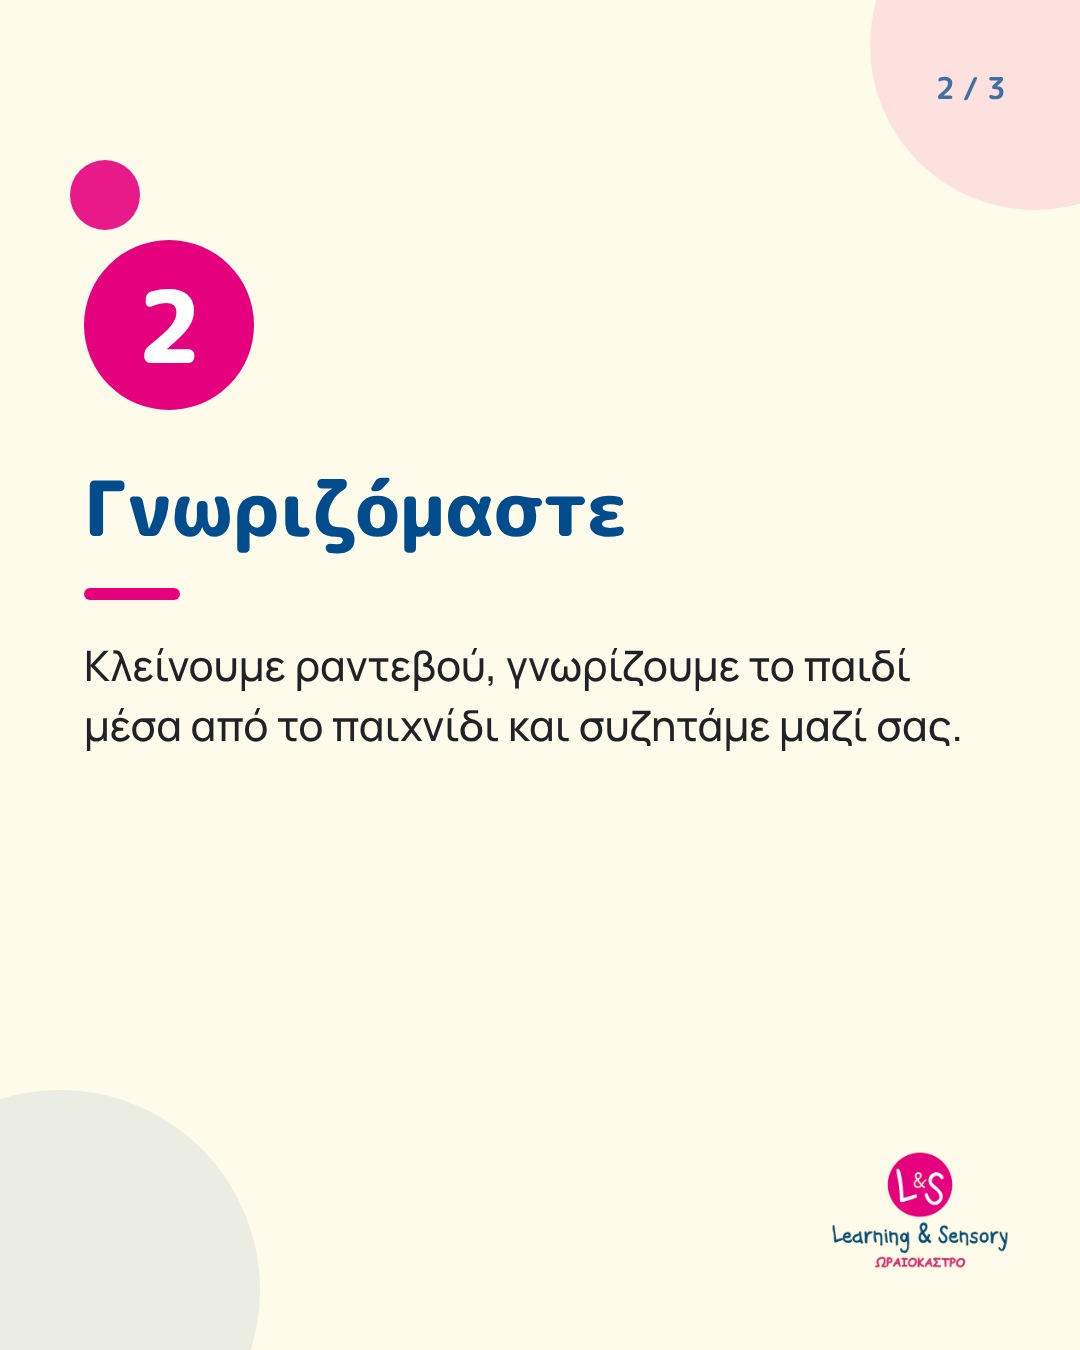 2 / 3
2
Γνωριζόμαστε
Κλείνουμε ραντεβού, γνωρίζουμε το παιδί
μέσα από το παιχνίδι και συζητάμε μαζί σας.
L&S
Learning & Sensory
ΩΡΑΙΟΚΑΣΤΡΟ